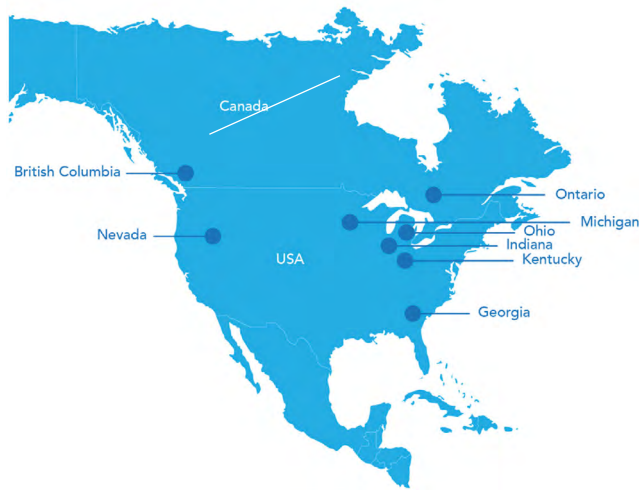 Canada
British Columbia
Ontario
Michigan
Nevada
Ohio
Indiana
USA
Kentucky
Georgia